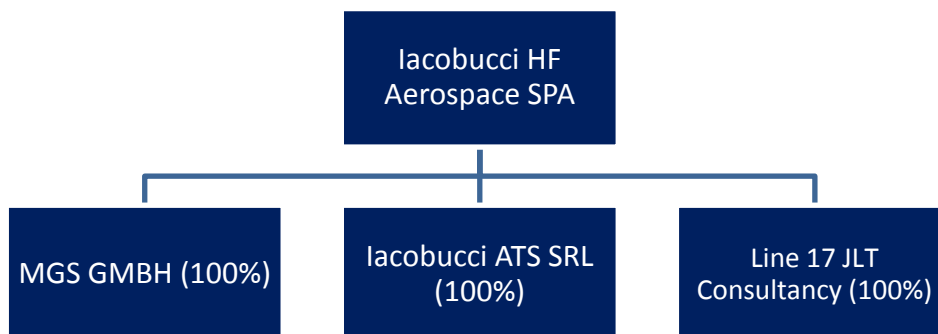 Iacobucci HF
Aerospace SPA
MGS GMBH (100%)
Iacobucci ATS SRL
(100%)
Line 17 JLT
Consultancy (100%)